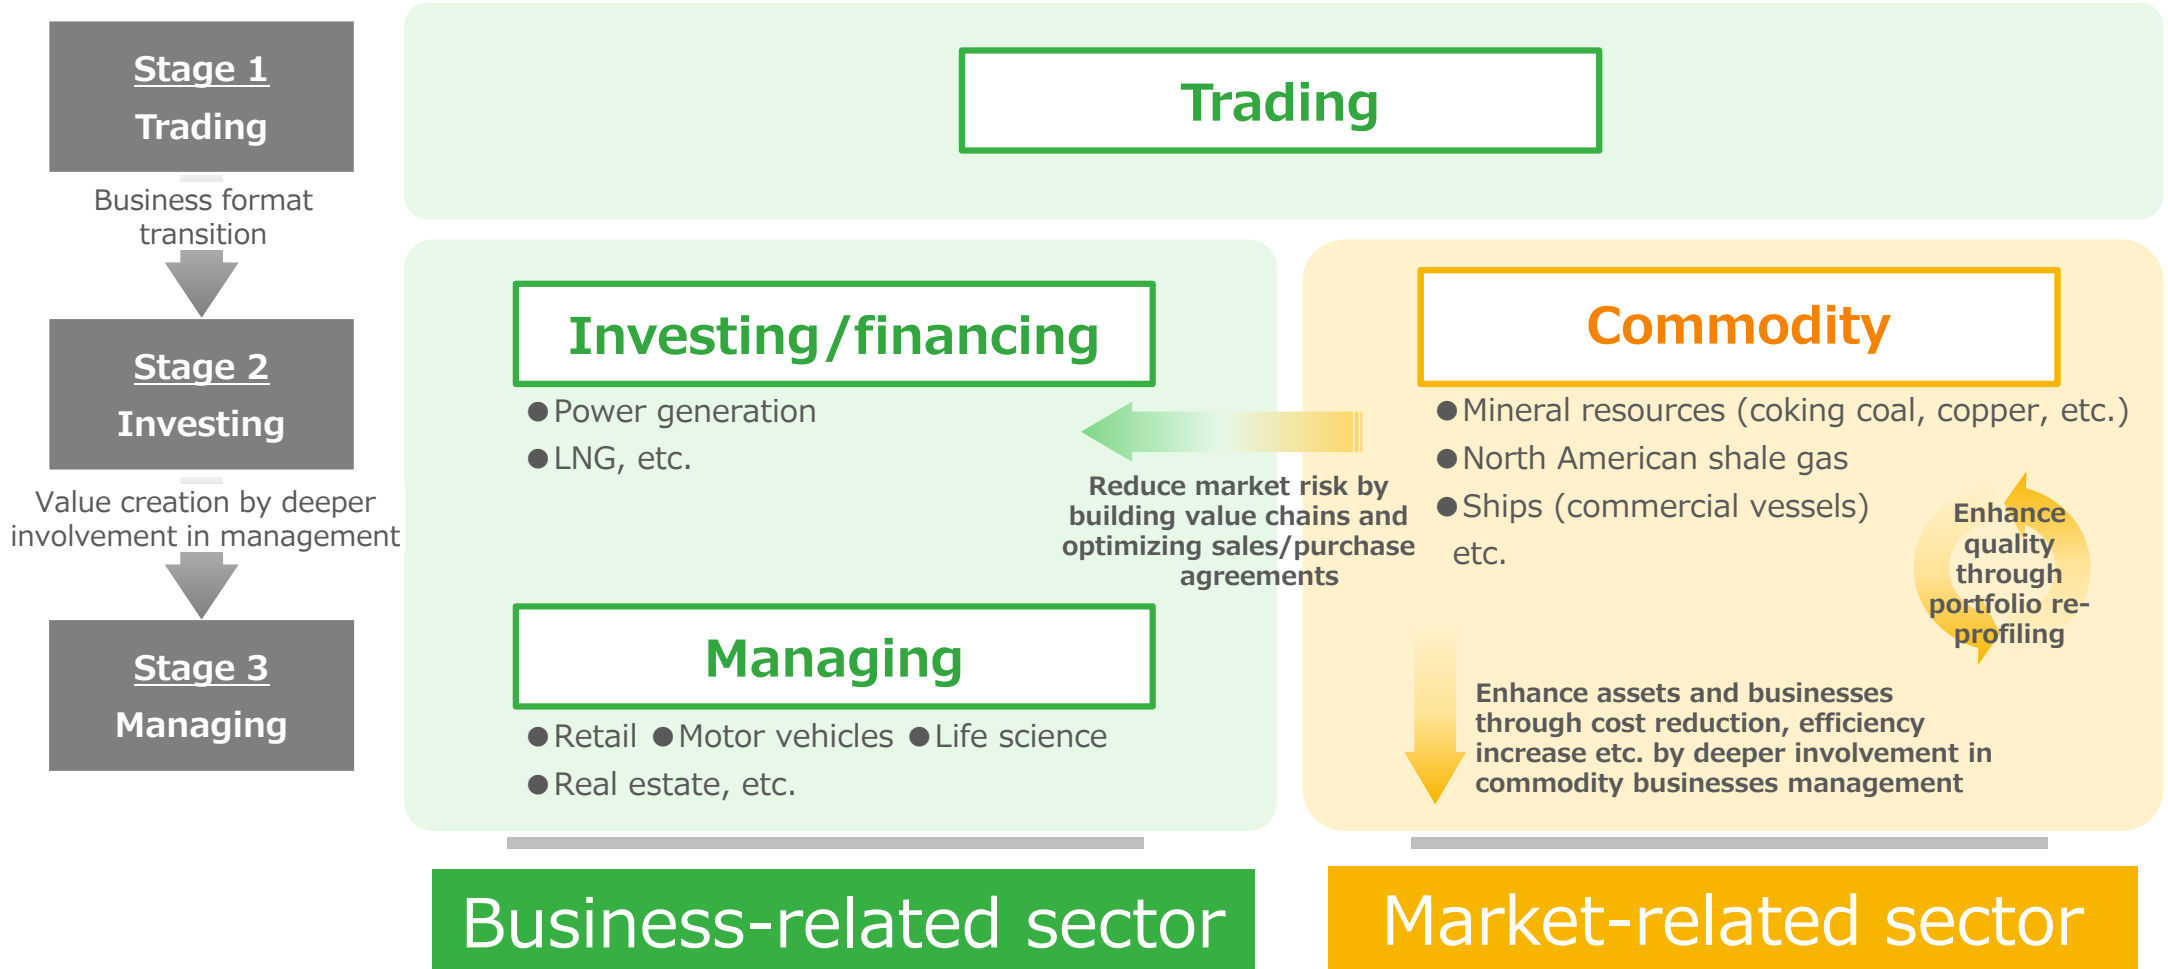 Stage 1
Trading
Business format
transition
Stage 2
Investing
Value creation by deeper
involvement in management
Stage 3
Managing
Trading
Investing/financing
●Power generation
●LNG, etc.
Managing
●Retail ●Motor vehicles ●Life science
●Real estate, etc.
Reduce market risk by
building value chains and
optimizing sales/purchase
agreements
Commodity
●Mineral resources (coking coal, copper, etc.)
●North American shale gas
●Ships (commercial vessels)
etc.
Enhance
quality
through
portfolio re-
profiling
Enhance assets and businesses
through cost reduction, efficiency
increase etc. by deeper involvement in
commodity businesses management
Business-related sector
Market-related sector